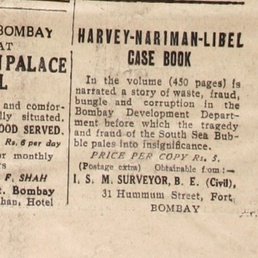 BOMBAY
AT
PALACE
L
and comfor-
ally situated.
OOD SERVED.
Rs. 6 per day
or monthly
s
F. SHAH
t. Bombay
ban, Hotel
HARVEY-NARIMAN-LIBEL
CASE BOOK
In the volume (450 pages) is
narrated a story of waste, fraud,
bungle and corruption in the
Bombay Development Depart-
ment before which the tragedy
and fraud of the South Sea Bub-
ble pales into insignificance.
PRICE PER COPY Rs. 5.
(Postage extra) Obtainable from:—
I. S. M. SURVEYOR, B. E. (Civil),
31 Hummum Street, Fort
BOMBAY